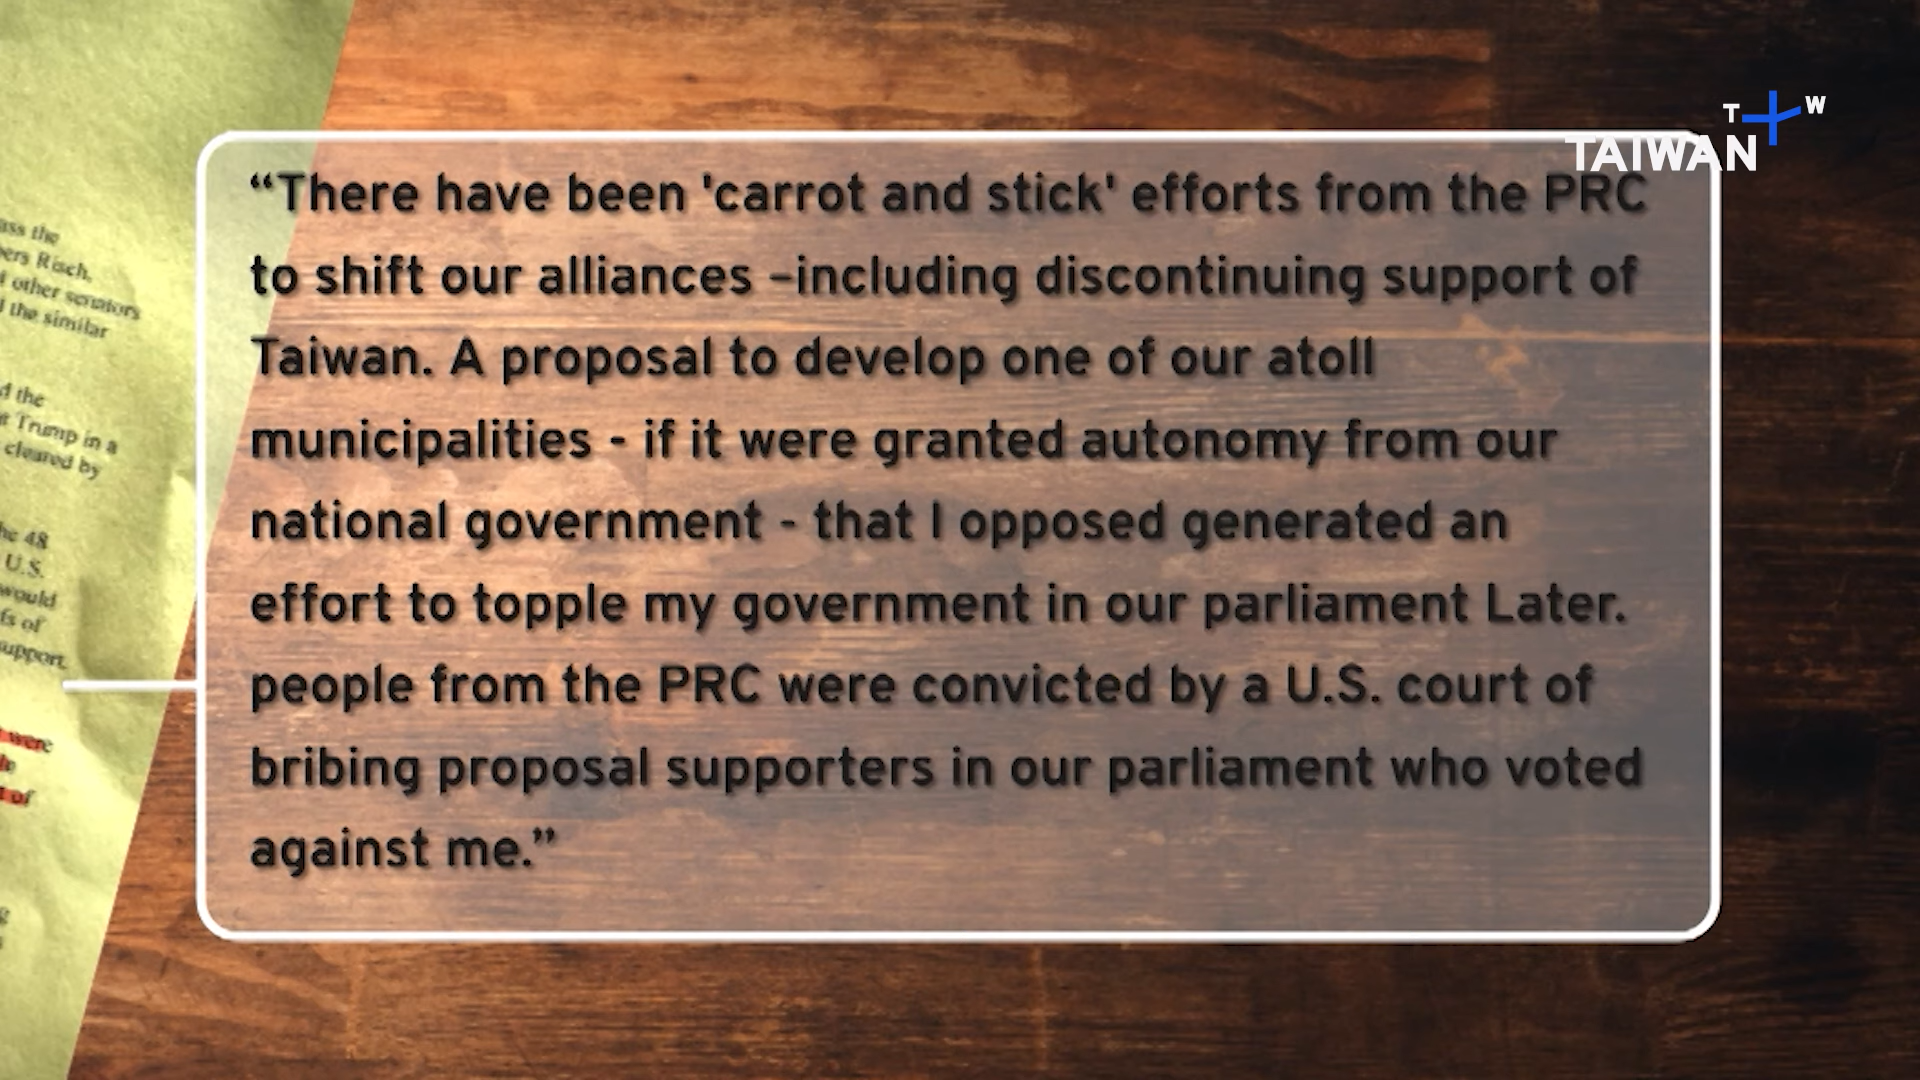 ass the
Risch.
other senators
the similar
d the
Trump in a
cleared by
48
U.S.
would
of
support.
were
of
T W
TAIWAN
“There have been 'carrot and stick' efforts from the PRC
to shift our alliances –including discontinuing support of
Taiwan. A proposal to develop one of our atoll
municipalities - if it were granted autonomy from our
national government - that I opposed generated an
effort to topple my government in our parliament Later.
people from the PRC were convicted by a U.S. court of
bribing proposal supporters in our parliament who voted
against me.”